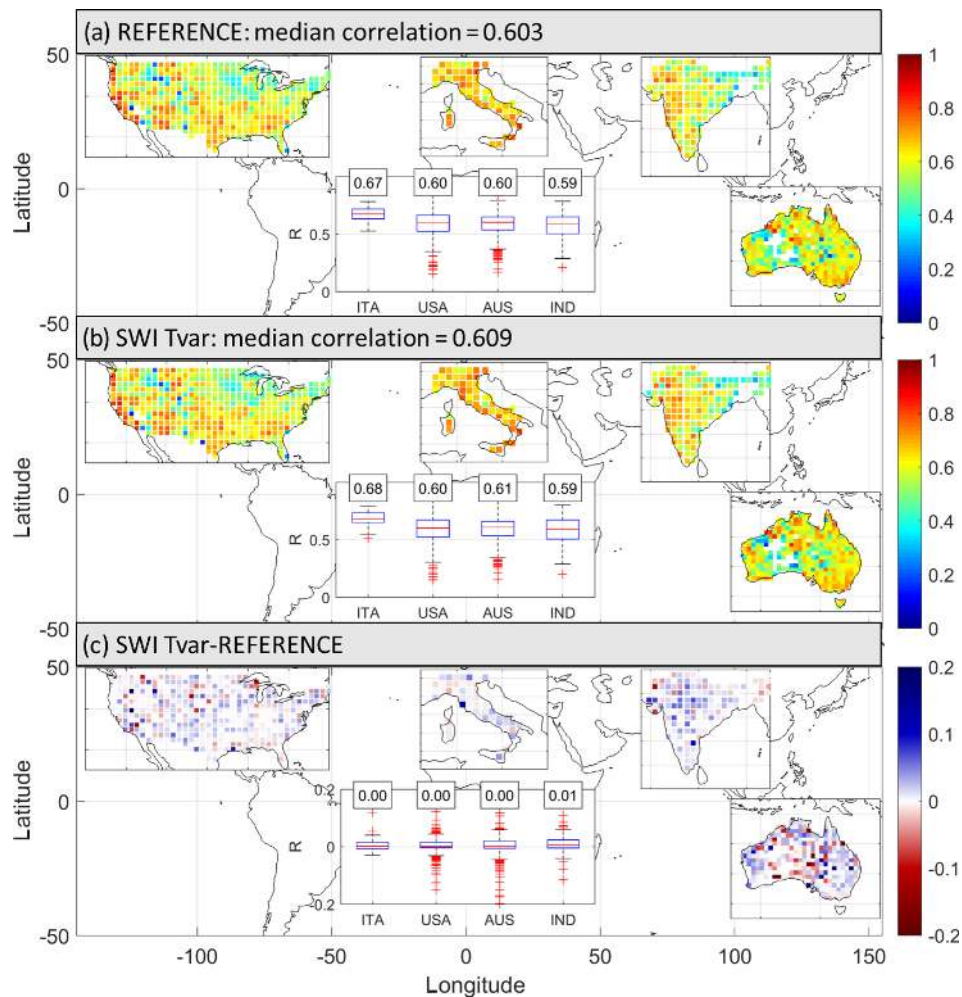 (a) REFERENCE: median correlation = 0.603
50
0
-50
Latitude
0.67 0.60 0.60 0.59
R
0.5
0
ITA USA AUS IND
i
1
0.8
0.6
0.4
0.2
0
(b) SWI Tvar: median correlation = 0.609
50
0
-50
Latitude
0.68 0.60 0.61 0.59
R
0.5
0
ITA USA AUS IND
i
1
0.8
0.6
0.4
0.2
0
(c) SWI Tvar-REFERENCE
50
0
-50
Latitude
0.2
0.00 0.00 0.00 0.01
R
0
-0.2
ITA USA AUS IND
i
0.2
0.1
0
-0.1
-0.2
-100 -50 0 50 100 150
Longitude